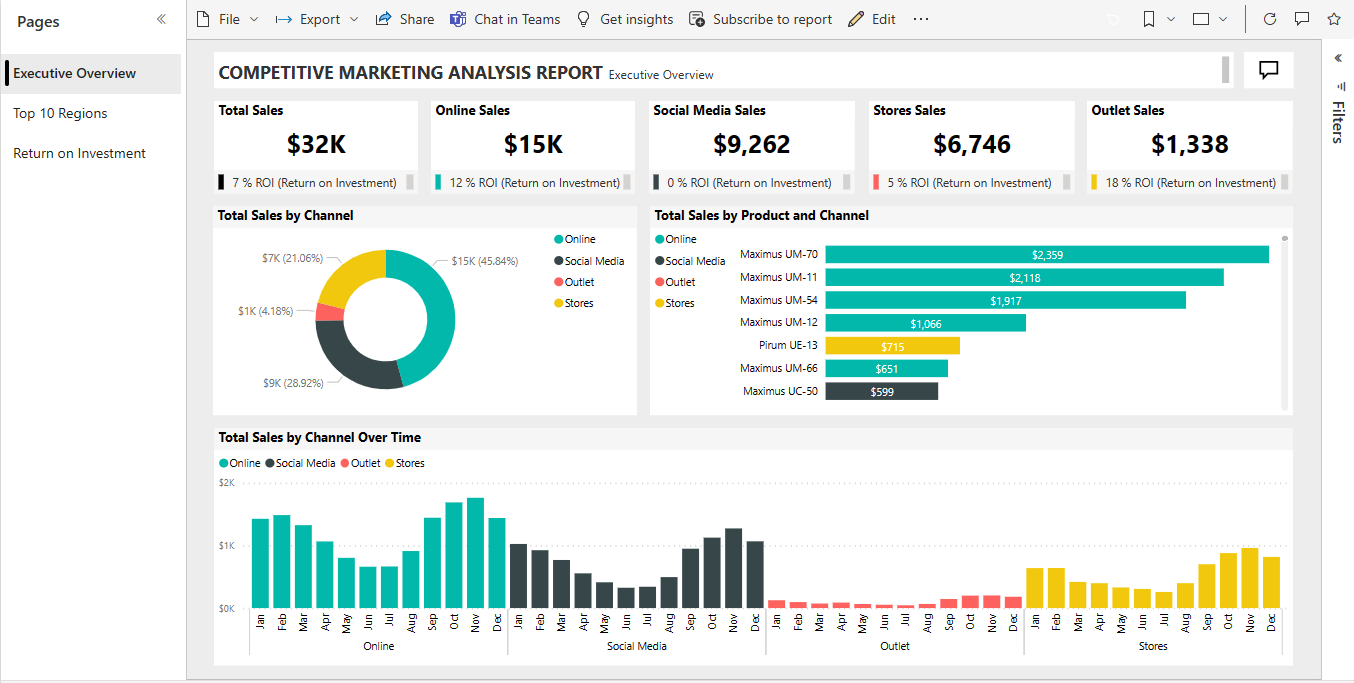 Pages
Executive Overview
Top 10 Regions
Return on Investment
File Export Share Chat in Teams Get insights Subscribe to report Edit ...
COMPETITIVE MARKETING ANALYSIS REPORT Executive Overview
Filters
Total Sales
$32K
7 % ROI (Return on Investment)
Online Sales
$15K
12 % ROI (Return on Investment)
Social Media Sales
$9,262
0 % ROI (Return on Investment)
Stores Sales
$6,746
5 % ROI (Return on Investment)
Outlet Sales
$1,338
18 % ROI (Return on Investment)
Total Sales by Channel
$7K (21.06%)
$15K (45.84%)
$1K (4.18%)
$9K (28.92%)
Online
Social Media
Outlet
Stores
Total Sales by Product and Channel
Online
Social Media
Outlet
Stores
Maximus UM-70 $2,359
Maximus UM-11 $2,118
Maximus UM-54 $1,917
Maximus UM-12 $1,066
Pirum UE-13 $715
Maximus UM-66 $651
Maximus UC-50 $599
Total Sales by Channel Over Time
Online Social Media Outlet Stores
$2K
$1K
$0K
Jan Feb Mar Apr May Jun Jul Aug Sep Oct Nov Dec Jan Feb Mar Apr May Jun Jul Aug Sep Oct Nov Dec Jan Feb Mar Apr May Jun Jul Aug Sep Oct Nov Dec Jan Feb Mar Apr May Jun Jul Aug Sep Oct Nov Dec
Online Social Media Outlet Stores